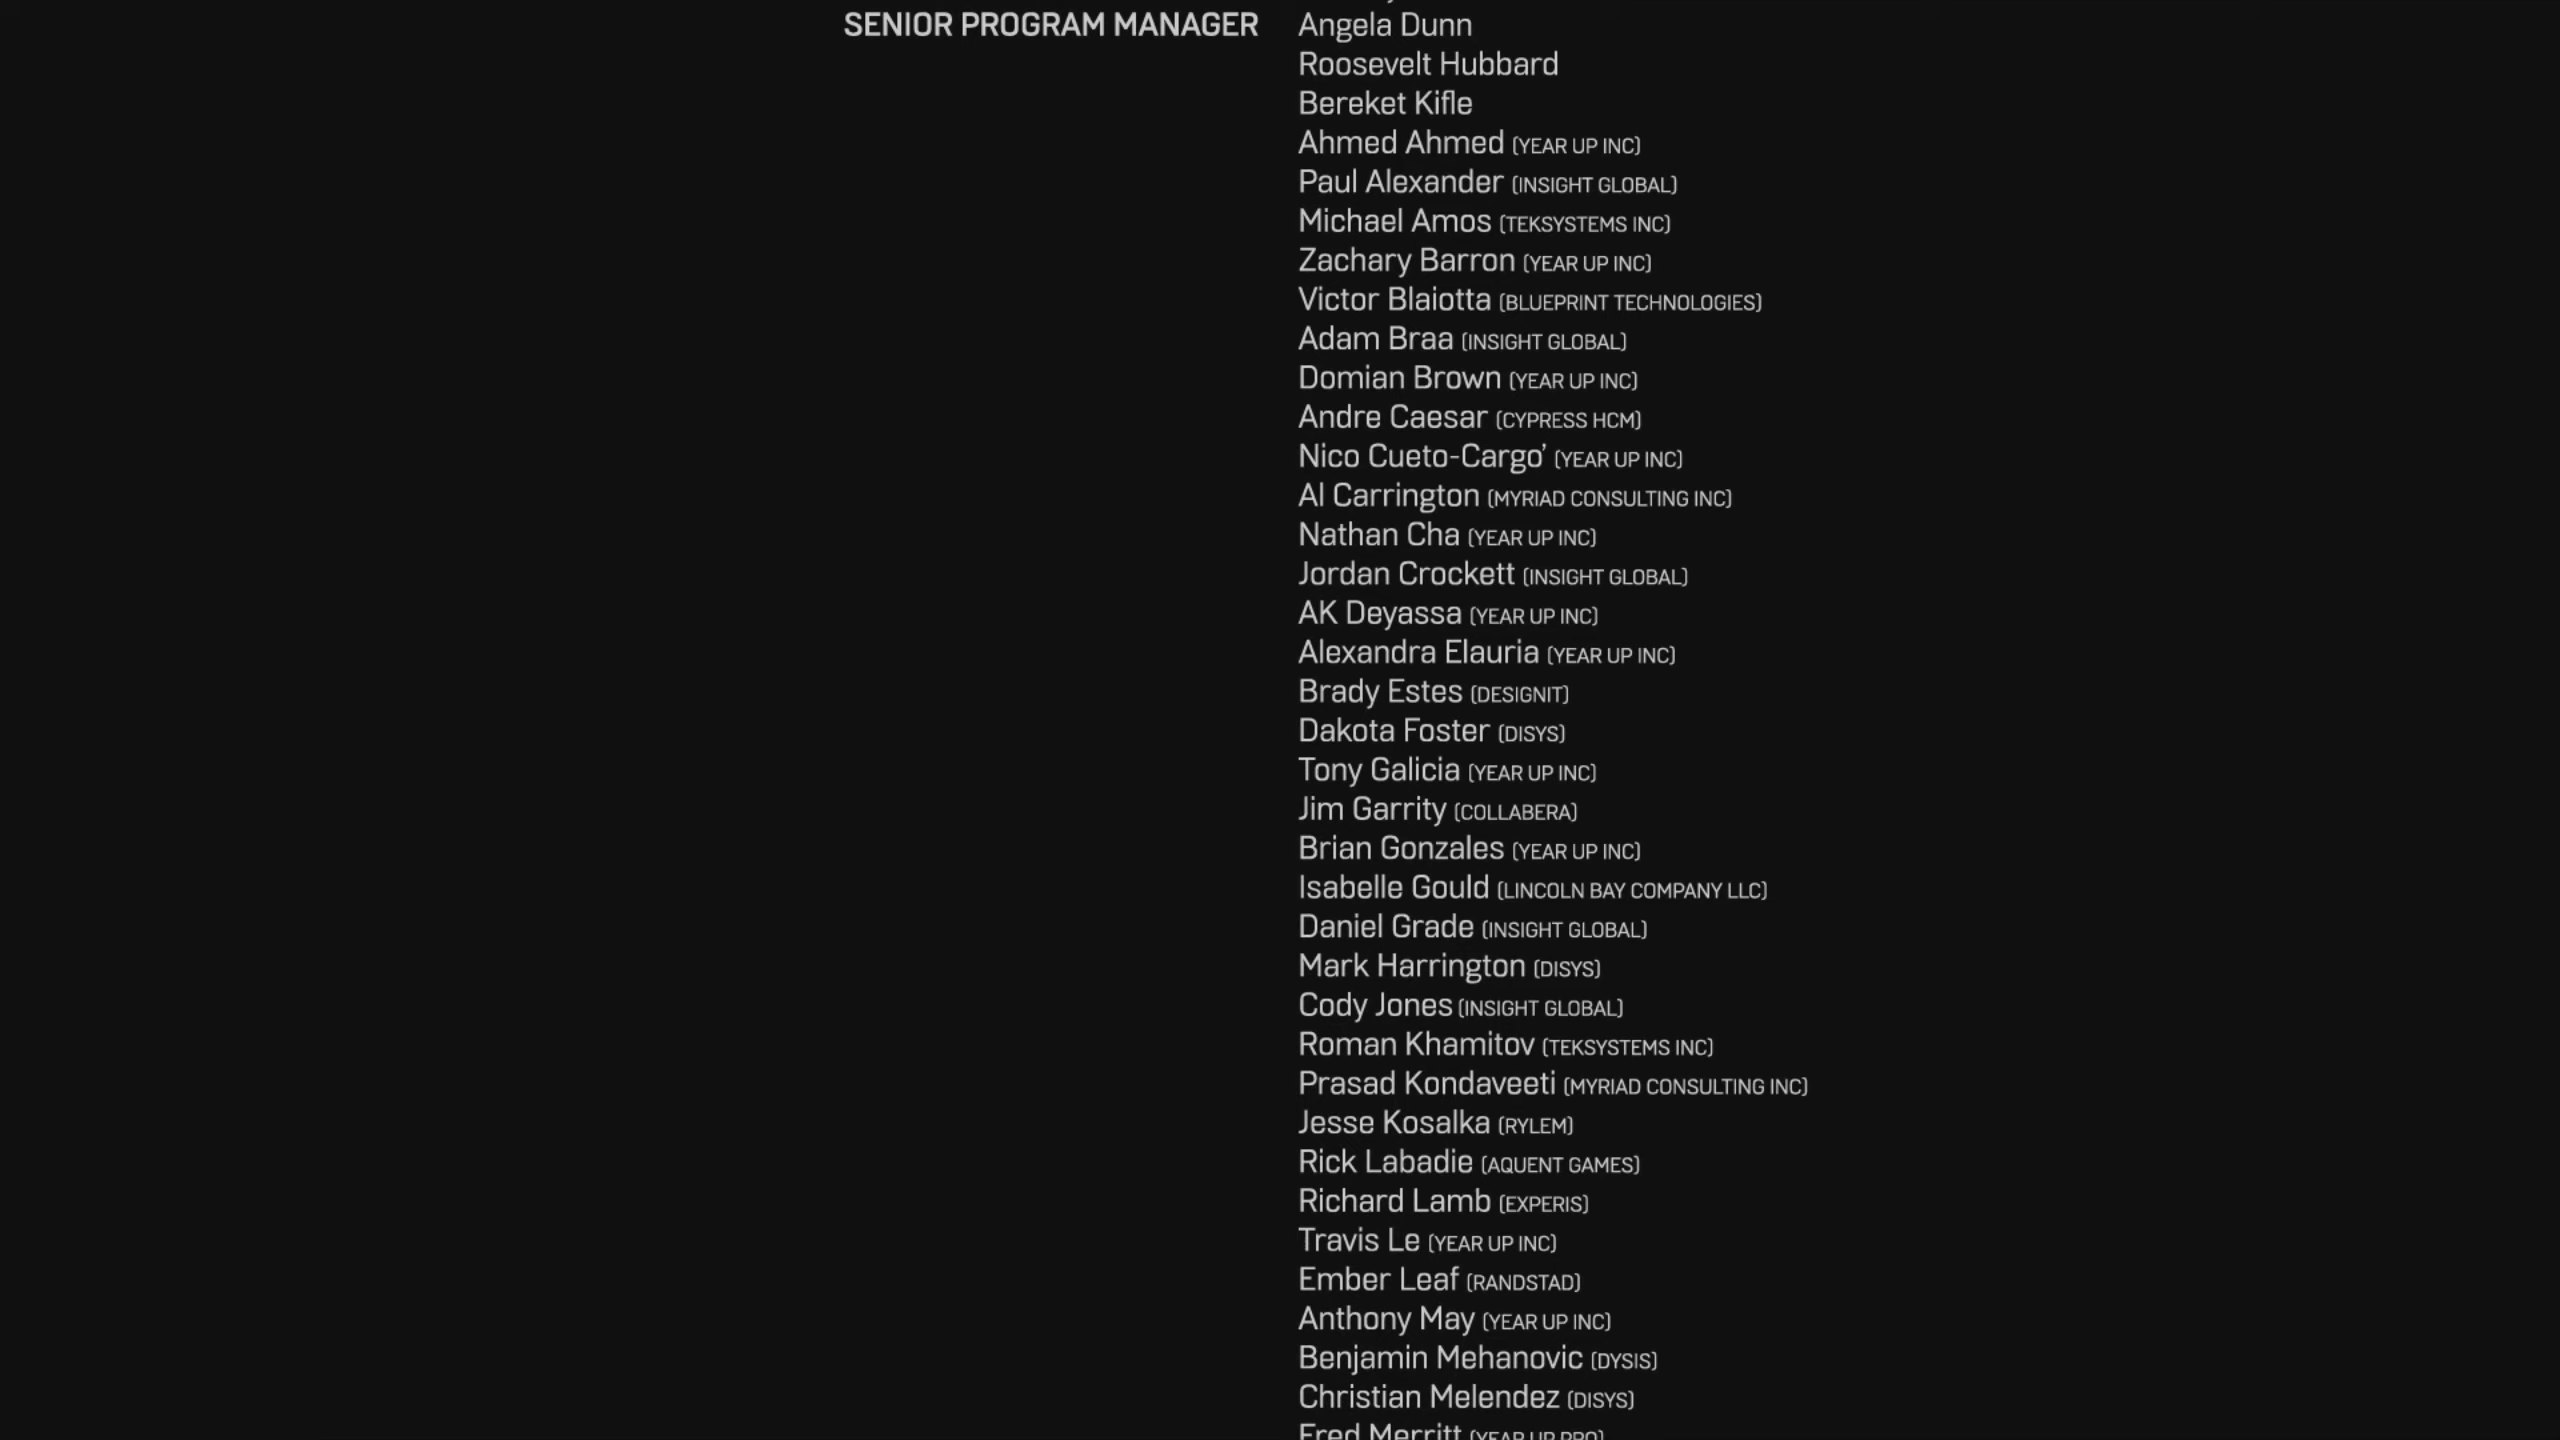 SENIOR PROGRAM MANAGER Angela Dunn
Roosevelt Hubbard
Bereket Kifle
Ahmed Ahmed (YEAR UP INC)
Paul Alexander (INSIGHT GLOBAL)
Michael Amos (TEKSYSTEMS INC)
Zachary Barron (YEAR UP INC)
Victor Blaiotta (BLUEPRINT TECHNOLOGIES)
Adam Braa (INSIGHT GLOBAL)
Domian Brown (YEAR UP INC)
Andre Caesar (CYPRESS HCM)
Nico Cueto-Cargo’ (YEAR UP INC)
Al Carrington (MYRIAD CONSULTING INC)
Nathan Cha (YEAR UP INC)
Jordan Crockett (INSIGHT GLOBAL)
AK Deyassa (YEAR UP INC)
Alexandra Elauria (YEAR UP INC)
Brady Estes (DESIGNIT)
Dakota Foster (DISYS)
Tony Galicia (YEAR UP INC)
Jim Garrity (COLLABERA)
Brian Gonzales (YEAR UP INC)
Isabelle Gould (LINCOLN BAY COMPANY LLC)
Daniel Grade (INSIGHT GLOBAL)
Mark Harrington (DISYS)
Cody Jones (INSIGHT GLOBAL)
Roman Khamitov (TEKSYSTEMS INC)
Prasad Kondaveeti (MYRIAD CONSULTING INC)
Jesse Kosalka (RYLEM)
Rick Labadie (AQUENT GAMES)
Richard Lamb (EXPERIS)
Travis Le (YEAR UP INC)
Ember Leaf (RANDSTAD)
Anthony May (YEAR UP INC)
Benjamin Mehanovic (DYSIS)
Christian Melendez (DISYS)
Fred Merritt (YEAR UP PRO)